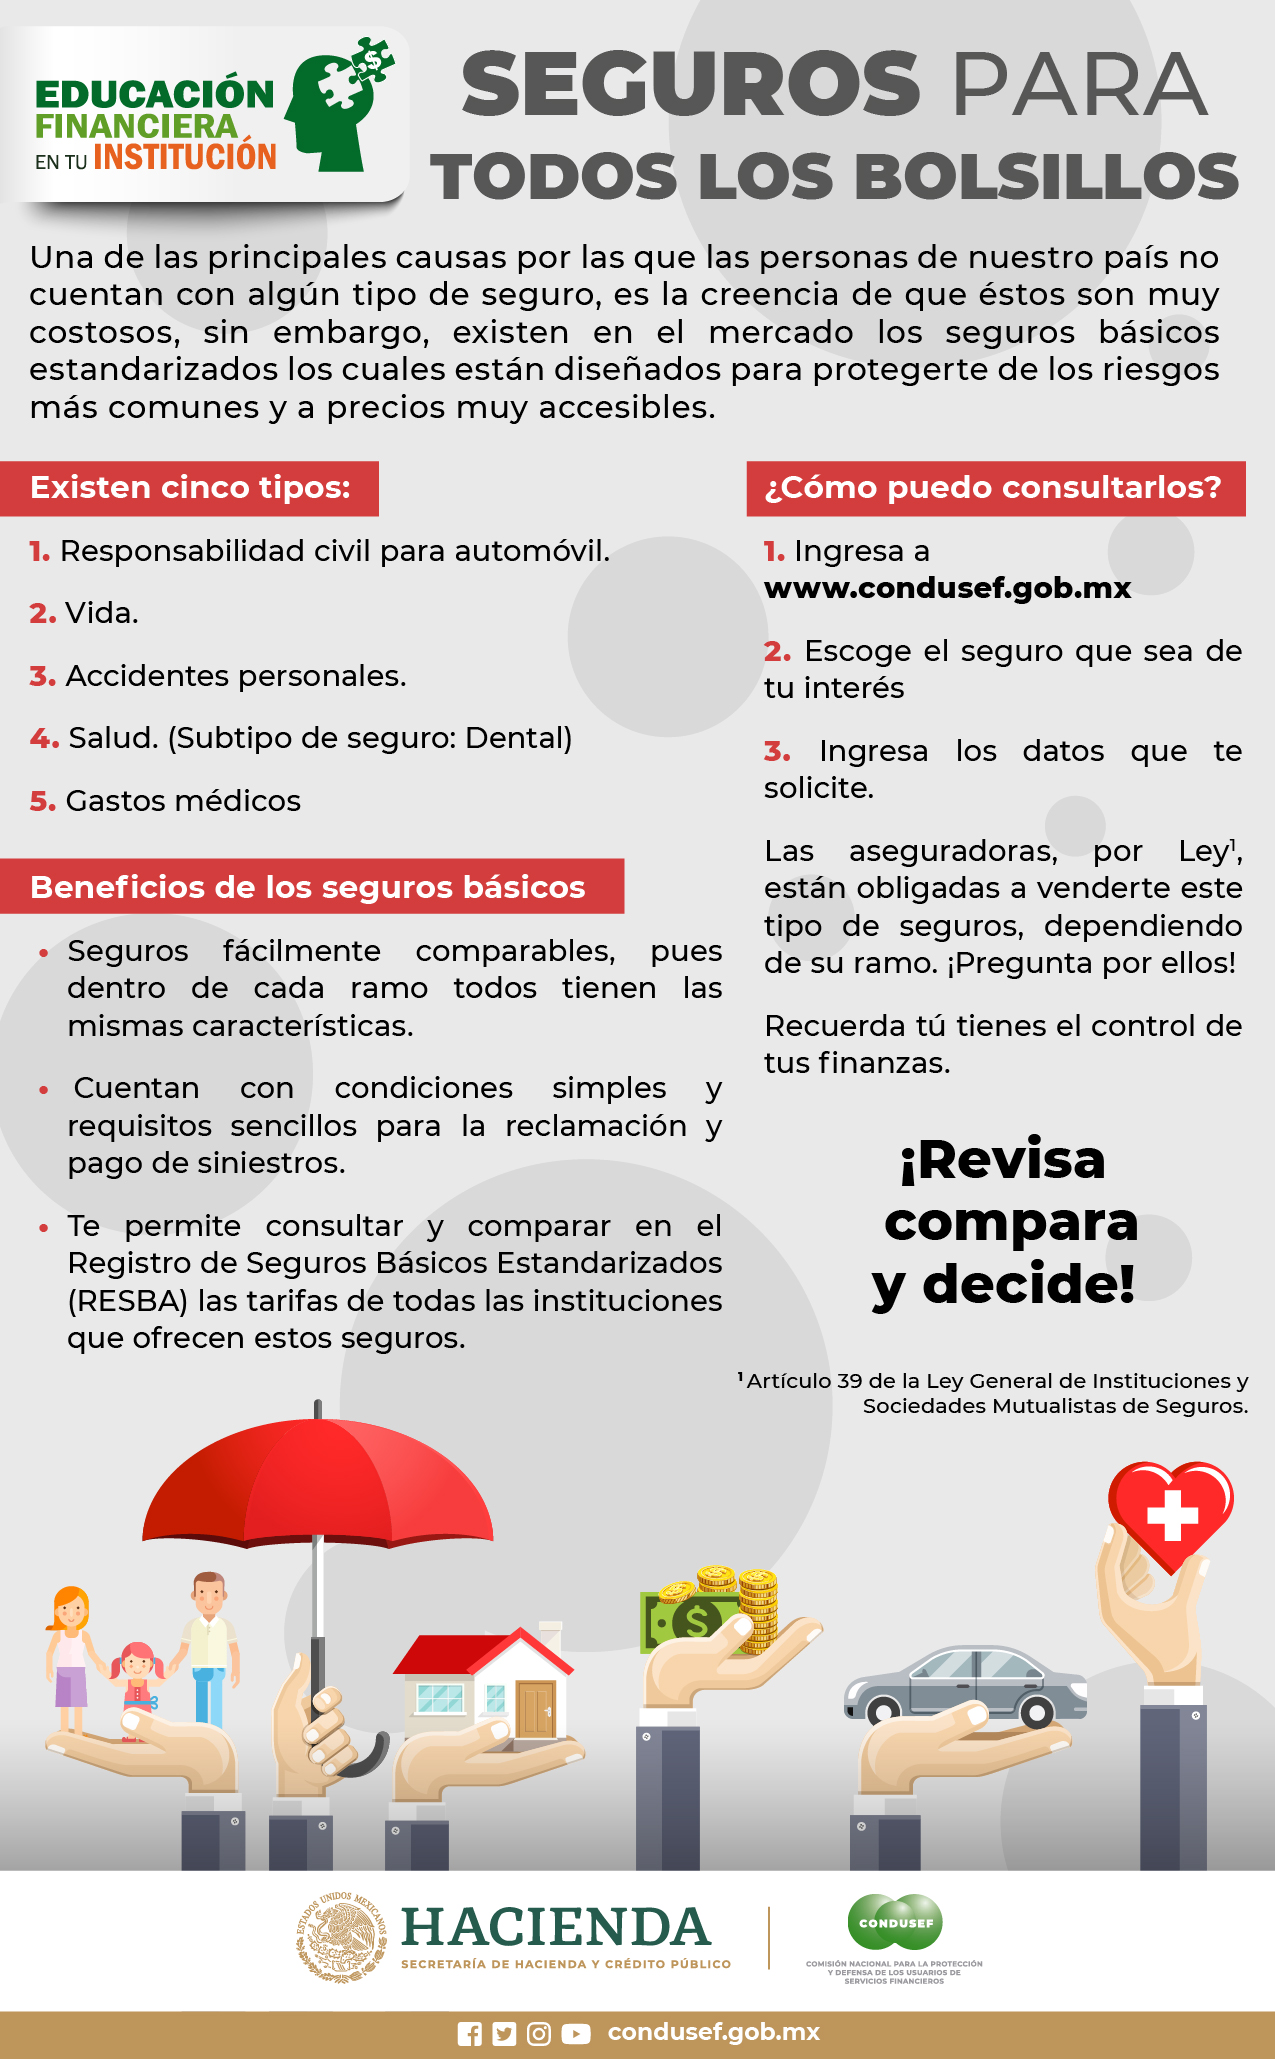 EDUCACIÓN
FINANCIERA
EN TU INSTITUCIÓN
SEGUROS PARA
TODOS LOS BOLSILLOS
Una de las principales causas por las que las personas de nuestro país no
cuentan con algún tipo de seguro, es la creencia de que éstos son muy
costosos, sin embargo, existen en el mercado los seguros básicos
estandarizados los cuales están diseñados para protegerte de los riesgos
más comunes y a precios muy accesibles.
Existen cinco tipos:
1. Responsabilidad civil para automóvil.
2. Vida.
3. Accidentes personales.
4. Salud. (Subtipo de seguro: Dental)
5. Gastos médicos
Beneficios de los seguros básicos
• Seguros fácilmente comparables, pues
dentro de cada ramo todos tienen las
mismas características.
• Cuentan con condiciones simples y
requisitos sencillos para la reclamación y
pago de siniestros.
• Te permite consultar y comparar en el
Registro de Seguros Básicos Estandarizados
(RESBA) las tarifas de todas las instituciones
que ofrecen estos seguros.
¿Cómo puedo consultarlos?
1. Ingresa a
www.condusef.gob.mx
2. Escoge el seguro que sea de
tu interés
3. Ingresa los datos que te
solicite.
Las aseguradoras, por Ley¹,
están obligadas a venderte este
tipo de seguros, dependiendo
de su ramo. ¡Pregunta por ellos!
Recuerda tú tienes el control de
tus finanzas.
¡Revisa
compara
y decide!
¹ Artículo 39 de la Ley General de Instituciones y
Sociedades Mutualistas de Seguros.
ESTADOS UNIDOS MEXICANOS
HACIENDA
SECRETARÍA DE HACIENDA Y CRÉDITO PÚBLICO
CONDUSEF
COMISIÓN NACIONAL PARA LA PROTECCIÓN
Y DEFENSA DE LOS USUARIOS DE
SERVICIOS FINANCIEROS
condusef.gob.mx